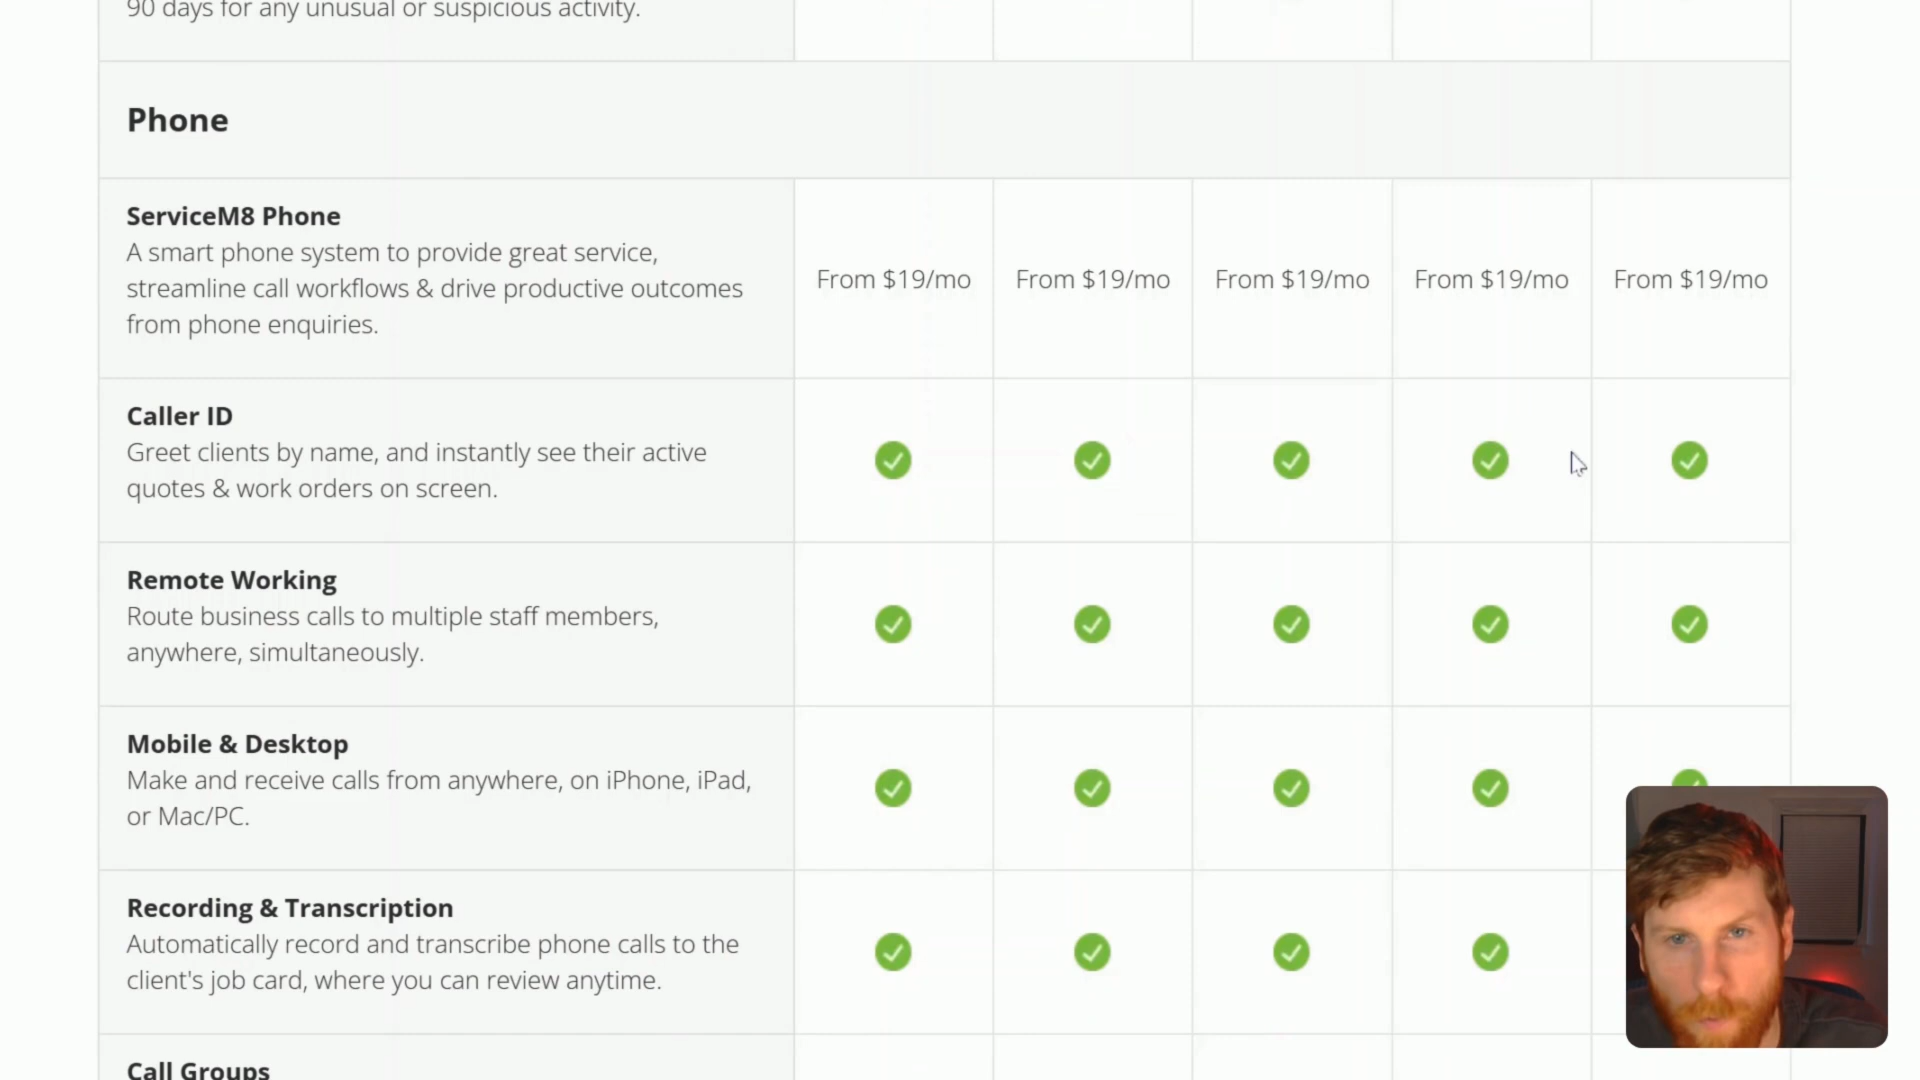 90 days for any unusual or suspicious activity.
Phone
ServiceM8 Phone
A smart phone system to provide great service,
streamline call workflows & drive productive outcomes
from phone enquiries.
From $19/mo From $19/mo From $19/mo From $19/mo From $19/mo
Caller ID
Greet clients by name, and instantly see their active
quotes & work orders on screen.
Remote Working
Route business calls to multiple staff members,
anywhere, simultaneously.
Mobile & Desktop
Make and receive calls from anywhere, on iPhone, iPad,
or Mac/PC.
Recording & Transcription
Automatically record and transcribe phone calls to the
client's job card, where you can review anytime.
Call Groups